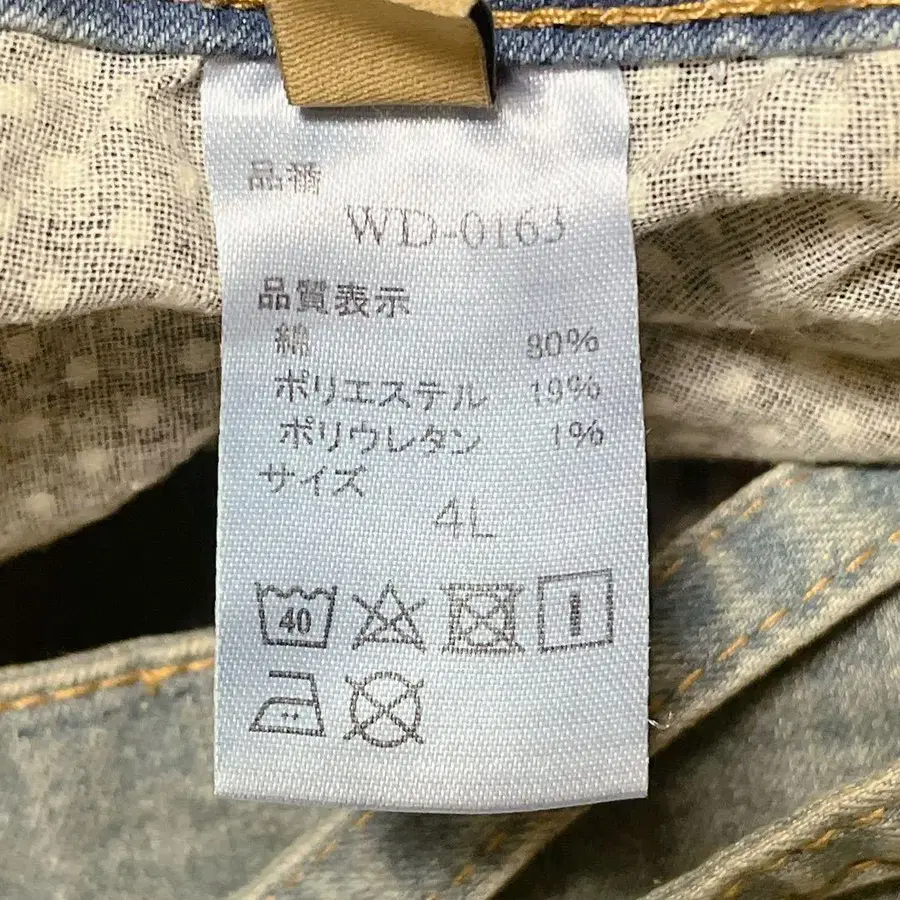 品番
WD-0163
品質表示
綿 80%
ポリエステル 19%
ポリウレタン 1%
サイズ
4L
40